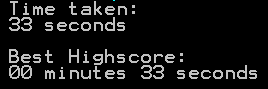 Time taken:
33 seconds
Best Highscore:
00 minutes 33 seconds